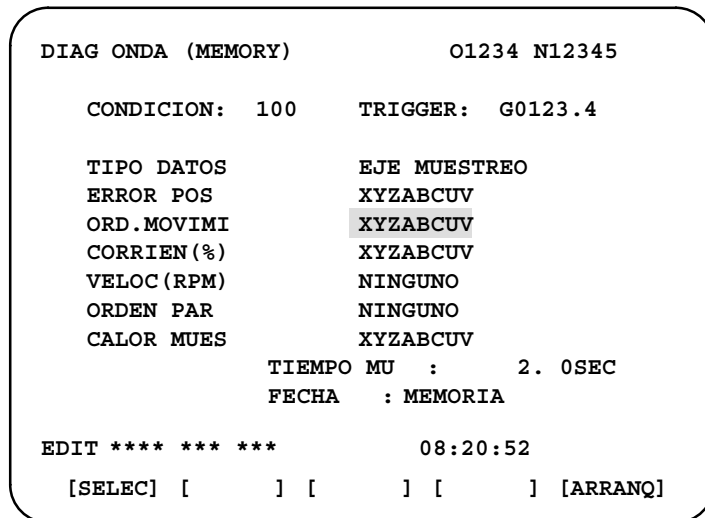 DIAG ONDA (MEMORY) O1234 N12345
CONDICION: 100 TRIGGER: G0123.4
TIPO DATOS EJE MUESTREO
ERROR POS XYZABCUV
ORD.MOVIMI XYZABCUV
CORRIEN(%) XYZABCUV
VELOC(RPM) NINGUNO
ORDEN PAR NINGUNO
CALOR MUES XYZABCUV
TIEMPO MU : 2. 0SEC
FECHA : MEMORIA
EDIT **** *** *** 08:20:52
[SELEC] [ ] [ ] [ ] [ARRANQ]